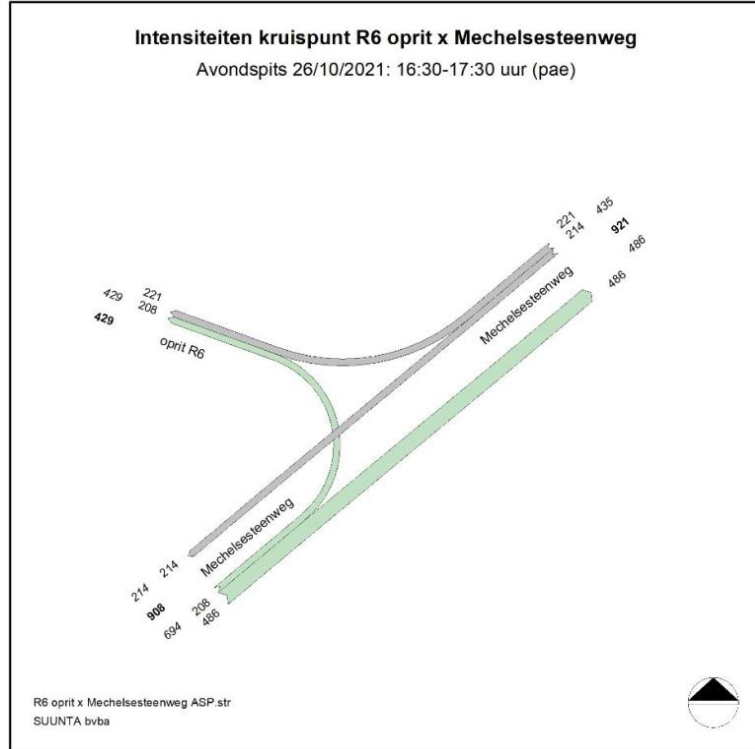 Intensiteiten kruispunt R6 oprit x Mechelsesteenweg
Avondspits 26/10/2021: 16:30-17:30 uur (pae)
221
435
214
921
486
486
Mechelsesteenweg
429
221
208
429
oprit R6
Mechelsesteenweg
214
214
908
208
694
486
R6 oprit x Mechelsesteenweg ASP.str
SUUNTA bvba